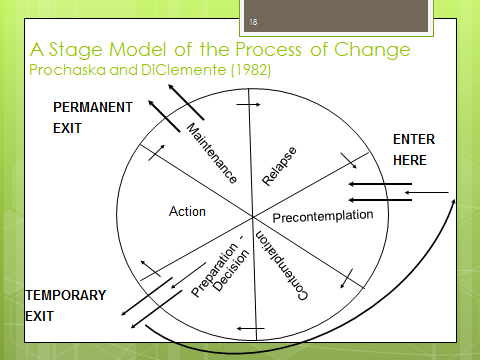 18
A Stage Model of the Process of Change
Prochaska and DiClemente (1982)
PERMANENT
EXIT
ENTER
HERE
Maintenance
Relapse
Action
Precontemplation
Preparation -
Decision
Contemplation
TEMPORARY
EXIT